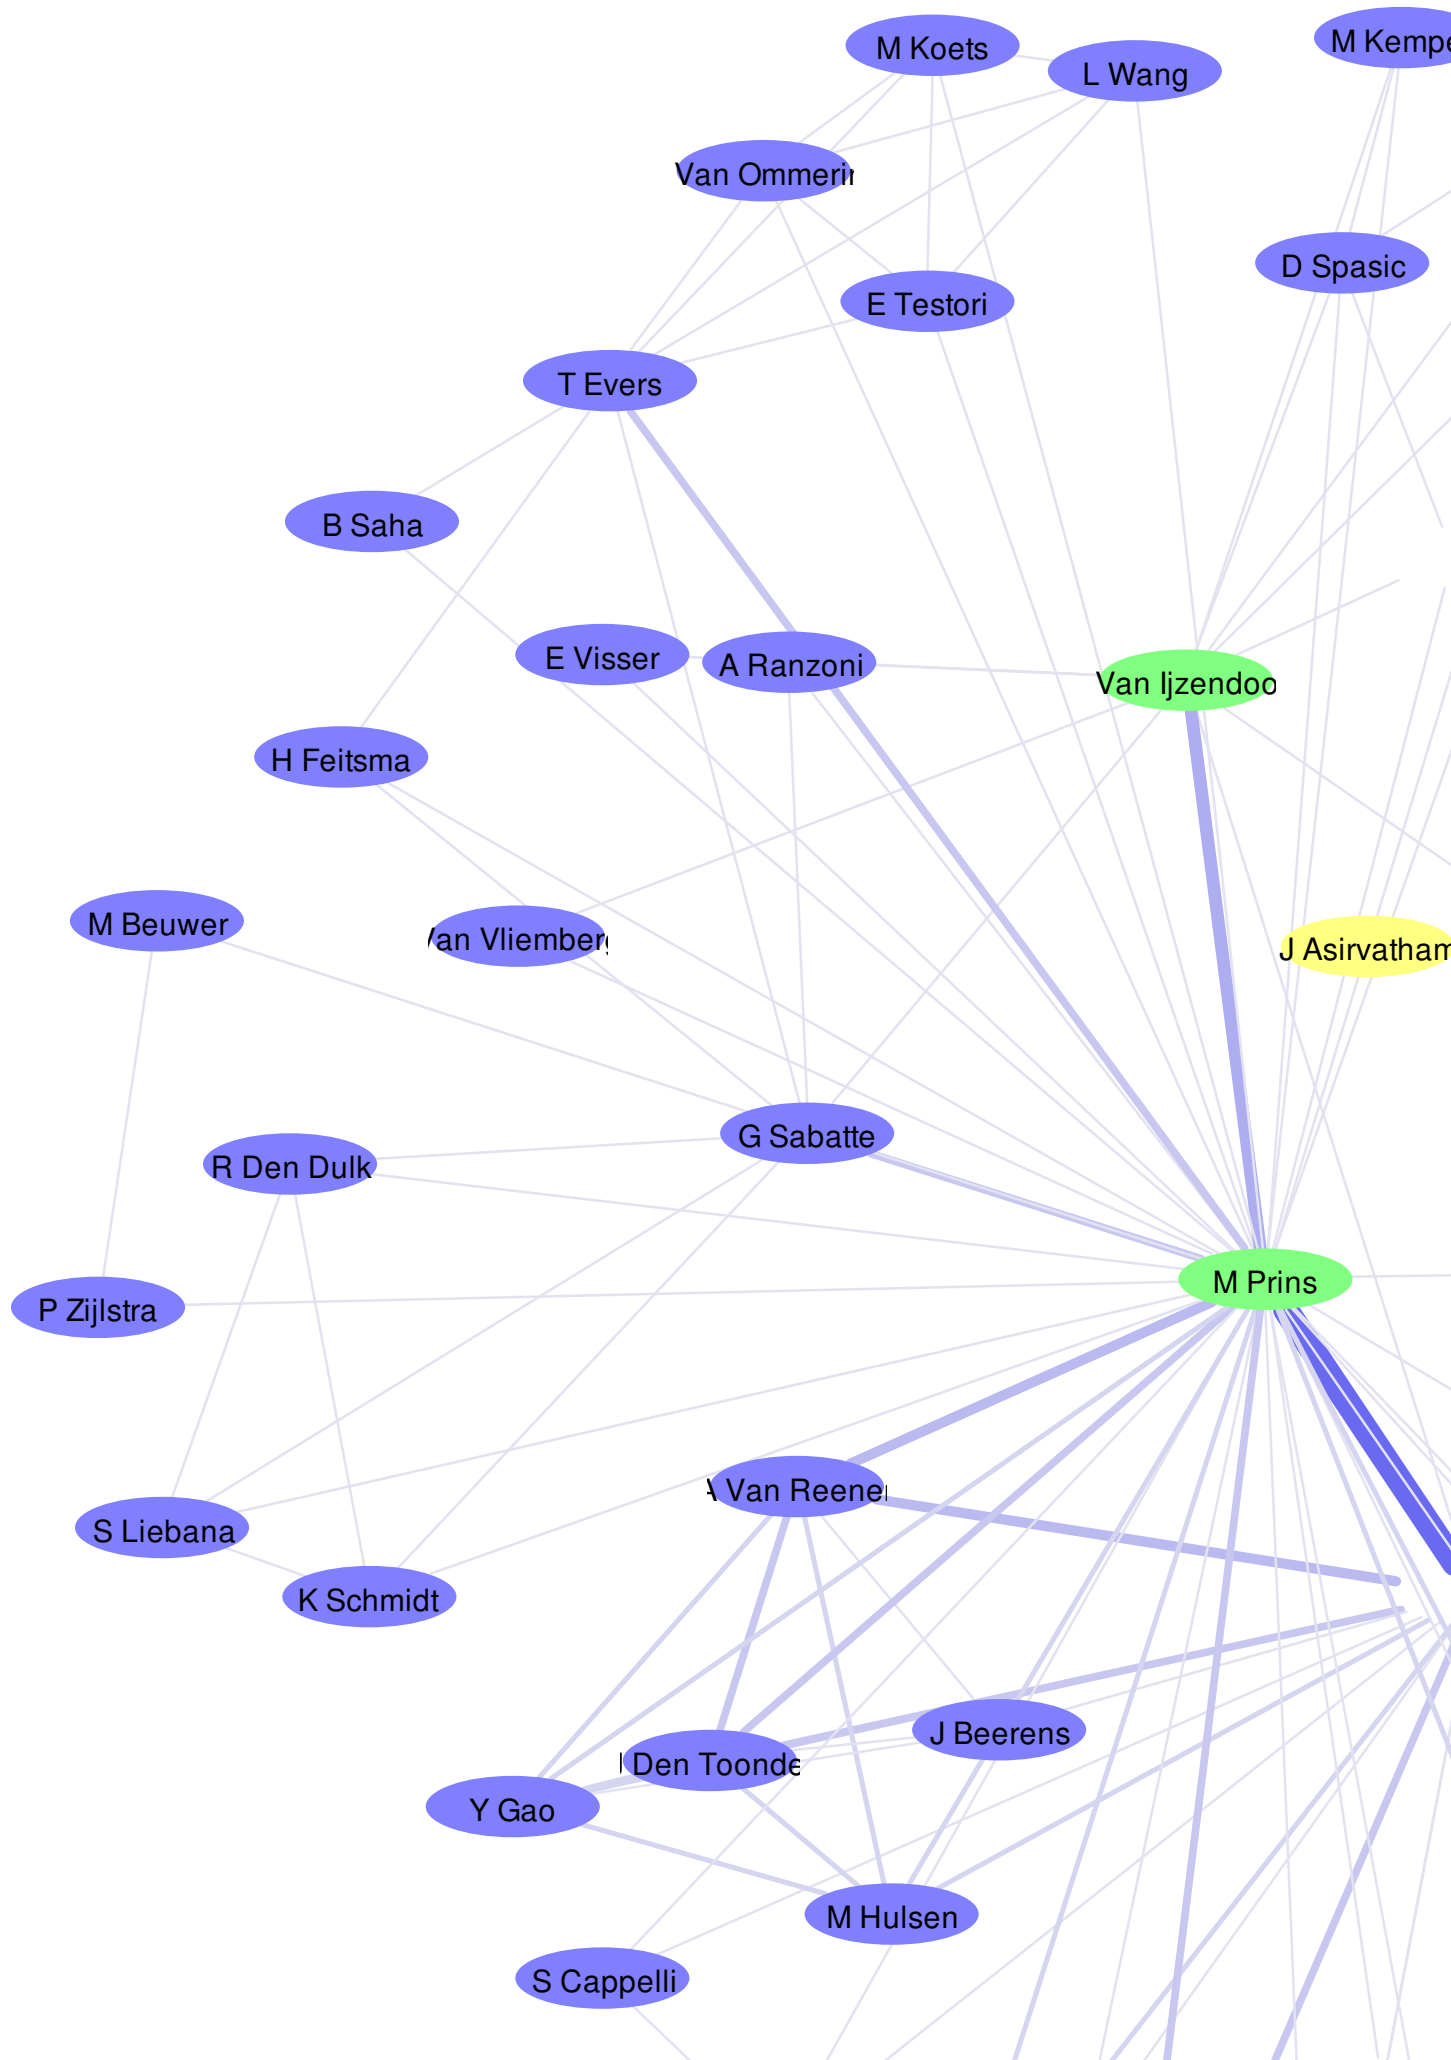 M Koets
L Wang
M Kempe
Van Ommerin
D Spasic
E Testori
T Evers
B Saha
E Visser
A Ranzoni
Van Ijzendoo
H Feitsma
M Beuwer
Van Vliemberg
J Asirvatham
G Sabatte
R Den Dulk
M Prins
P Zijlstra
A Van Reenen
S Liebana
K Schmidt
J Beerens
Den Toonde
Y Gao
M Hulsen
S Cappelli